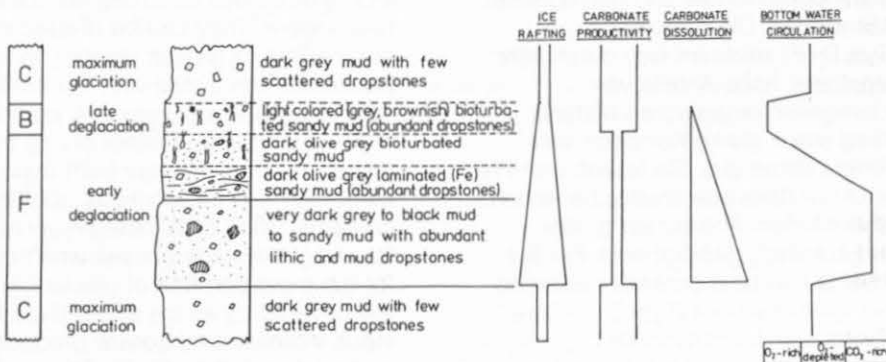 ICE RAFTING
CARBONATE PRODUCTIVITY
CARBONATE DISSOLUTION
BOTTOM WATER CIRCULATION
C
maximum
glaciation
dark grey mud with few
scattered dropstones
B
late
deglaciation
light colored (grey, brownish) bioturba-
ted sandy mud (abundant dropstones)
dark olive grey bioturbated
sandy mud
F
early
deglaciation
dark olive grey laminated (Fe)
sandy mud (abundant dropstones)
very dark grey to black mud
to sandy mud with abundant
lithic and mud dropstones
C
maximum
glaciation
dark grey mud with few
scattered dropstones
O₂-rich
O₂-depleted